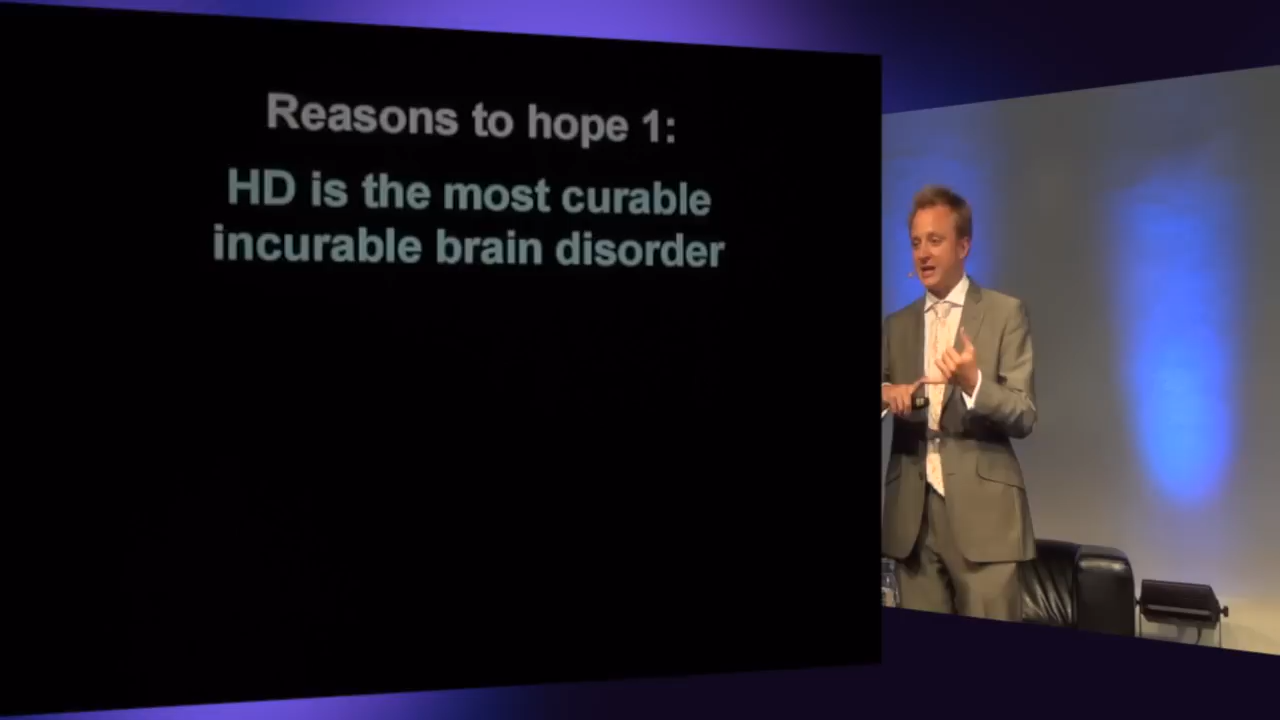 Reasons to hope 1:
HD is the most curable
incurable brain disorder